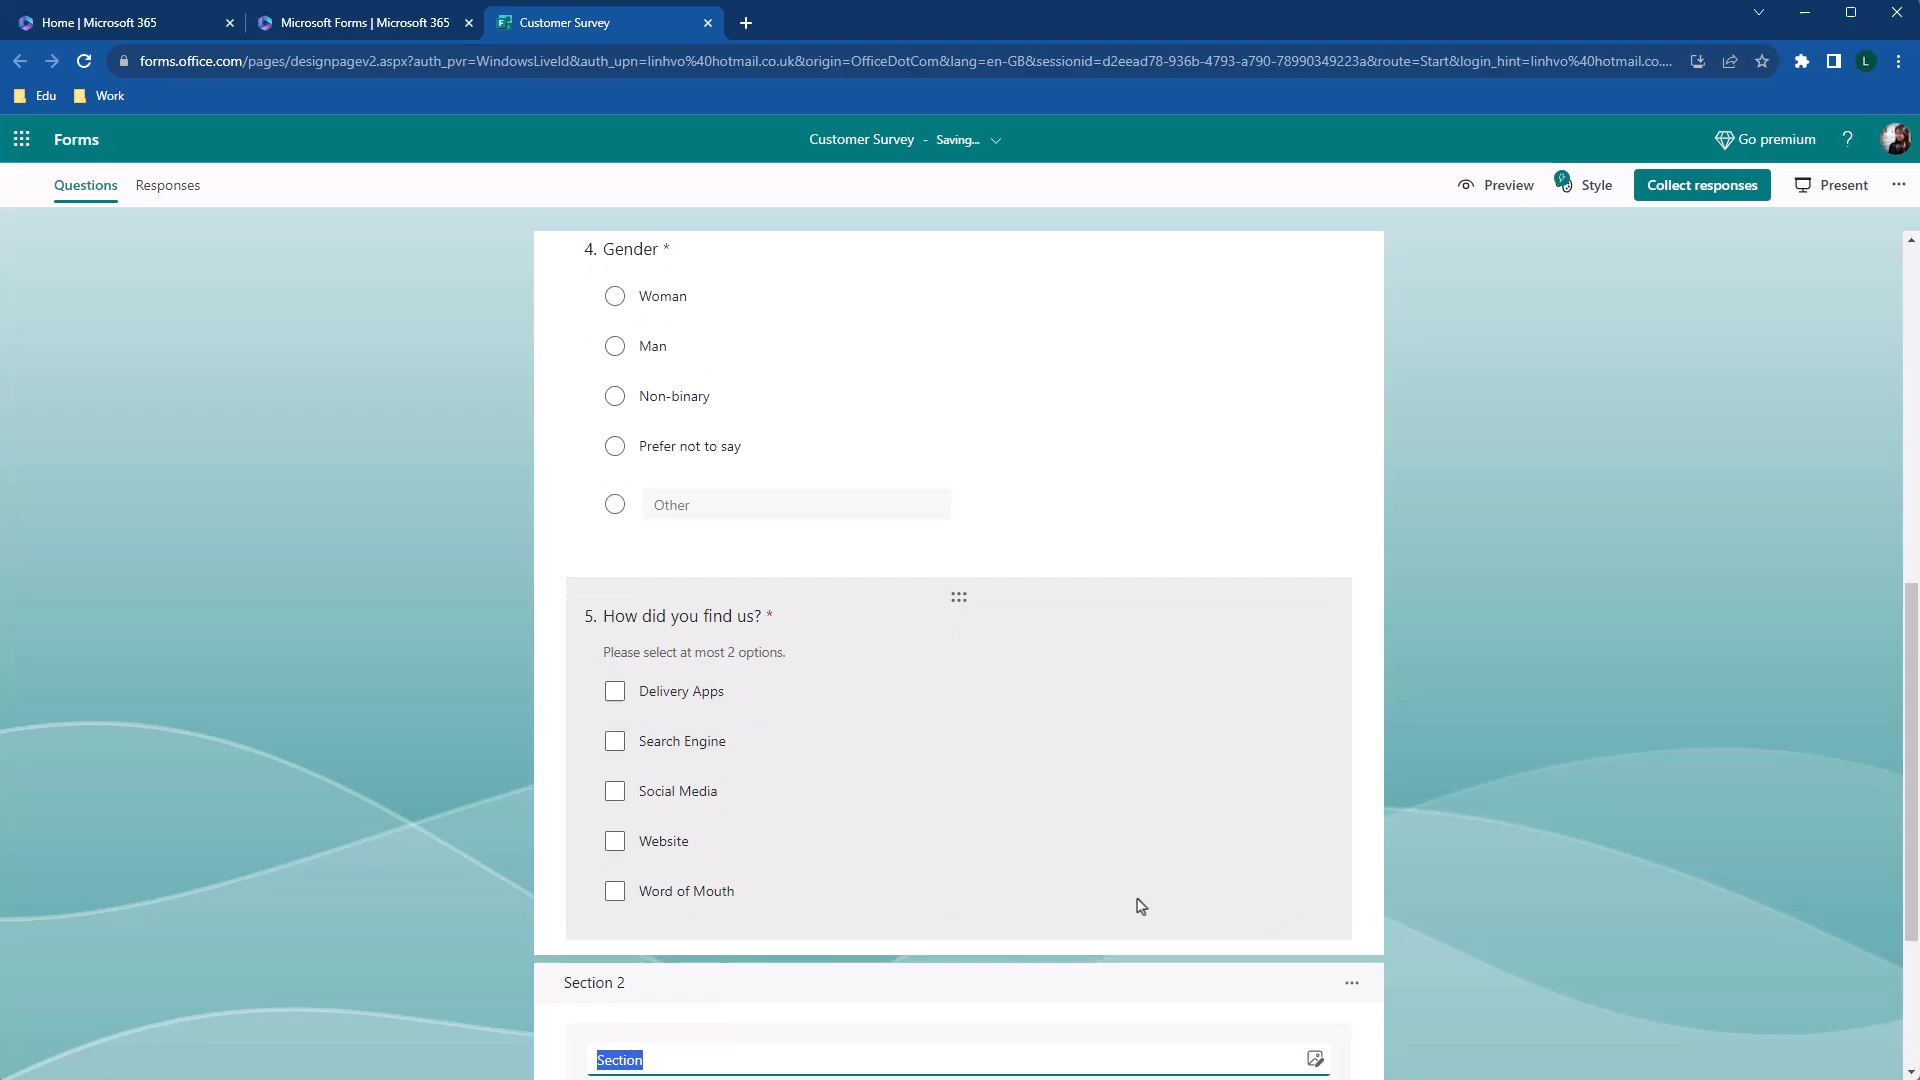 Home | Microsoft 365
Microsoft Forms | Microsoft 365
Customer Survey
forms.office.com/pages/designpagev2.aspx?auth_pvr=WindowsLiveId&auth_upn=linhvo%40hotmail.co.uk&origin=OfficeDotCom&lang=en-GB&sessionid=d2eead78-936b-4793-a790-78990349223a&route=Start&login_hint=linhvo%40hotmail.co....
L
Edu
Work
Forms
Customer Survey - Saving...
Go premium
?
Questions
Responses
Preview
Style
Collect responses
Present
4. Gender *
Woman
Man
Non-binary
Prefer not to say
Other
5. How did you find us? *
Please select at most 2 options.
Delivery Apps
Search Engine
Social Media
Website
Word of Mouth
Section 2
Section